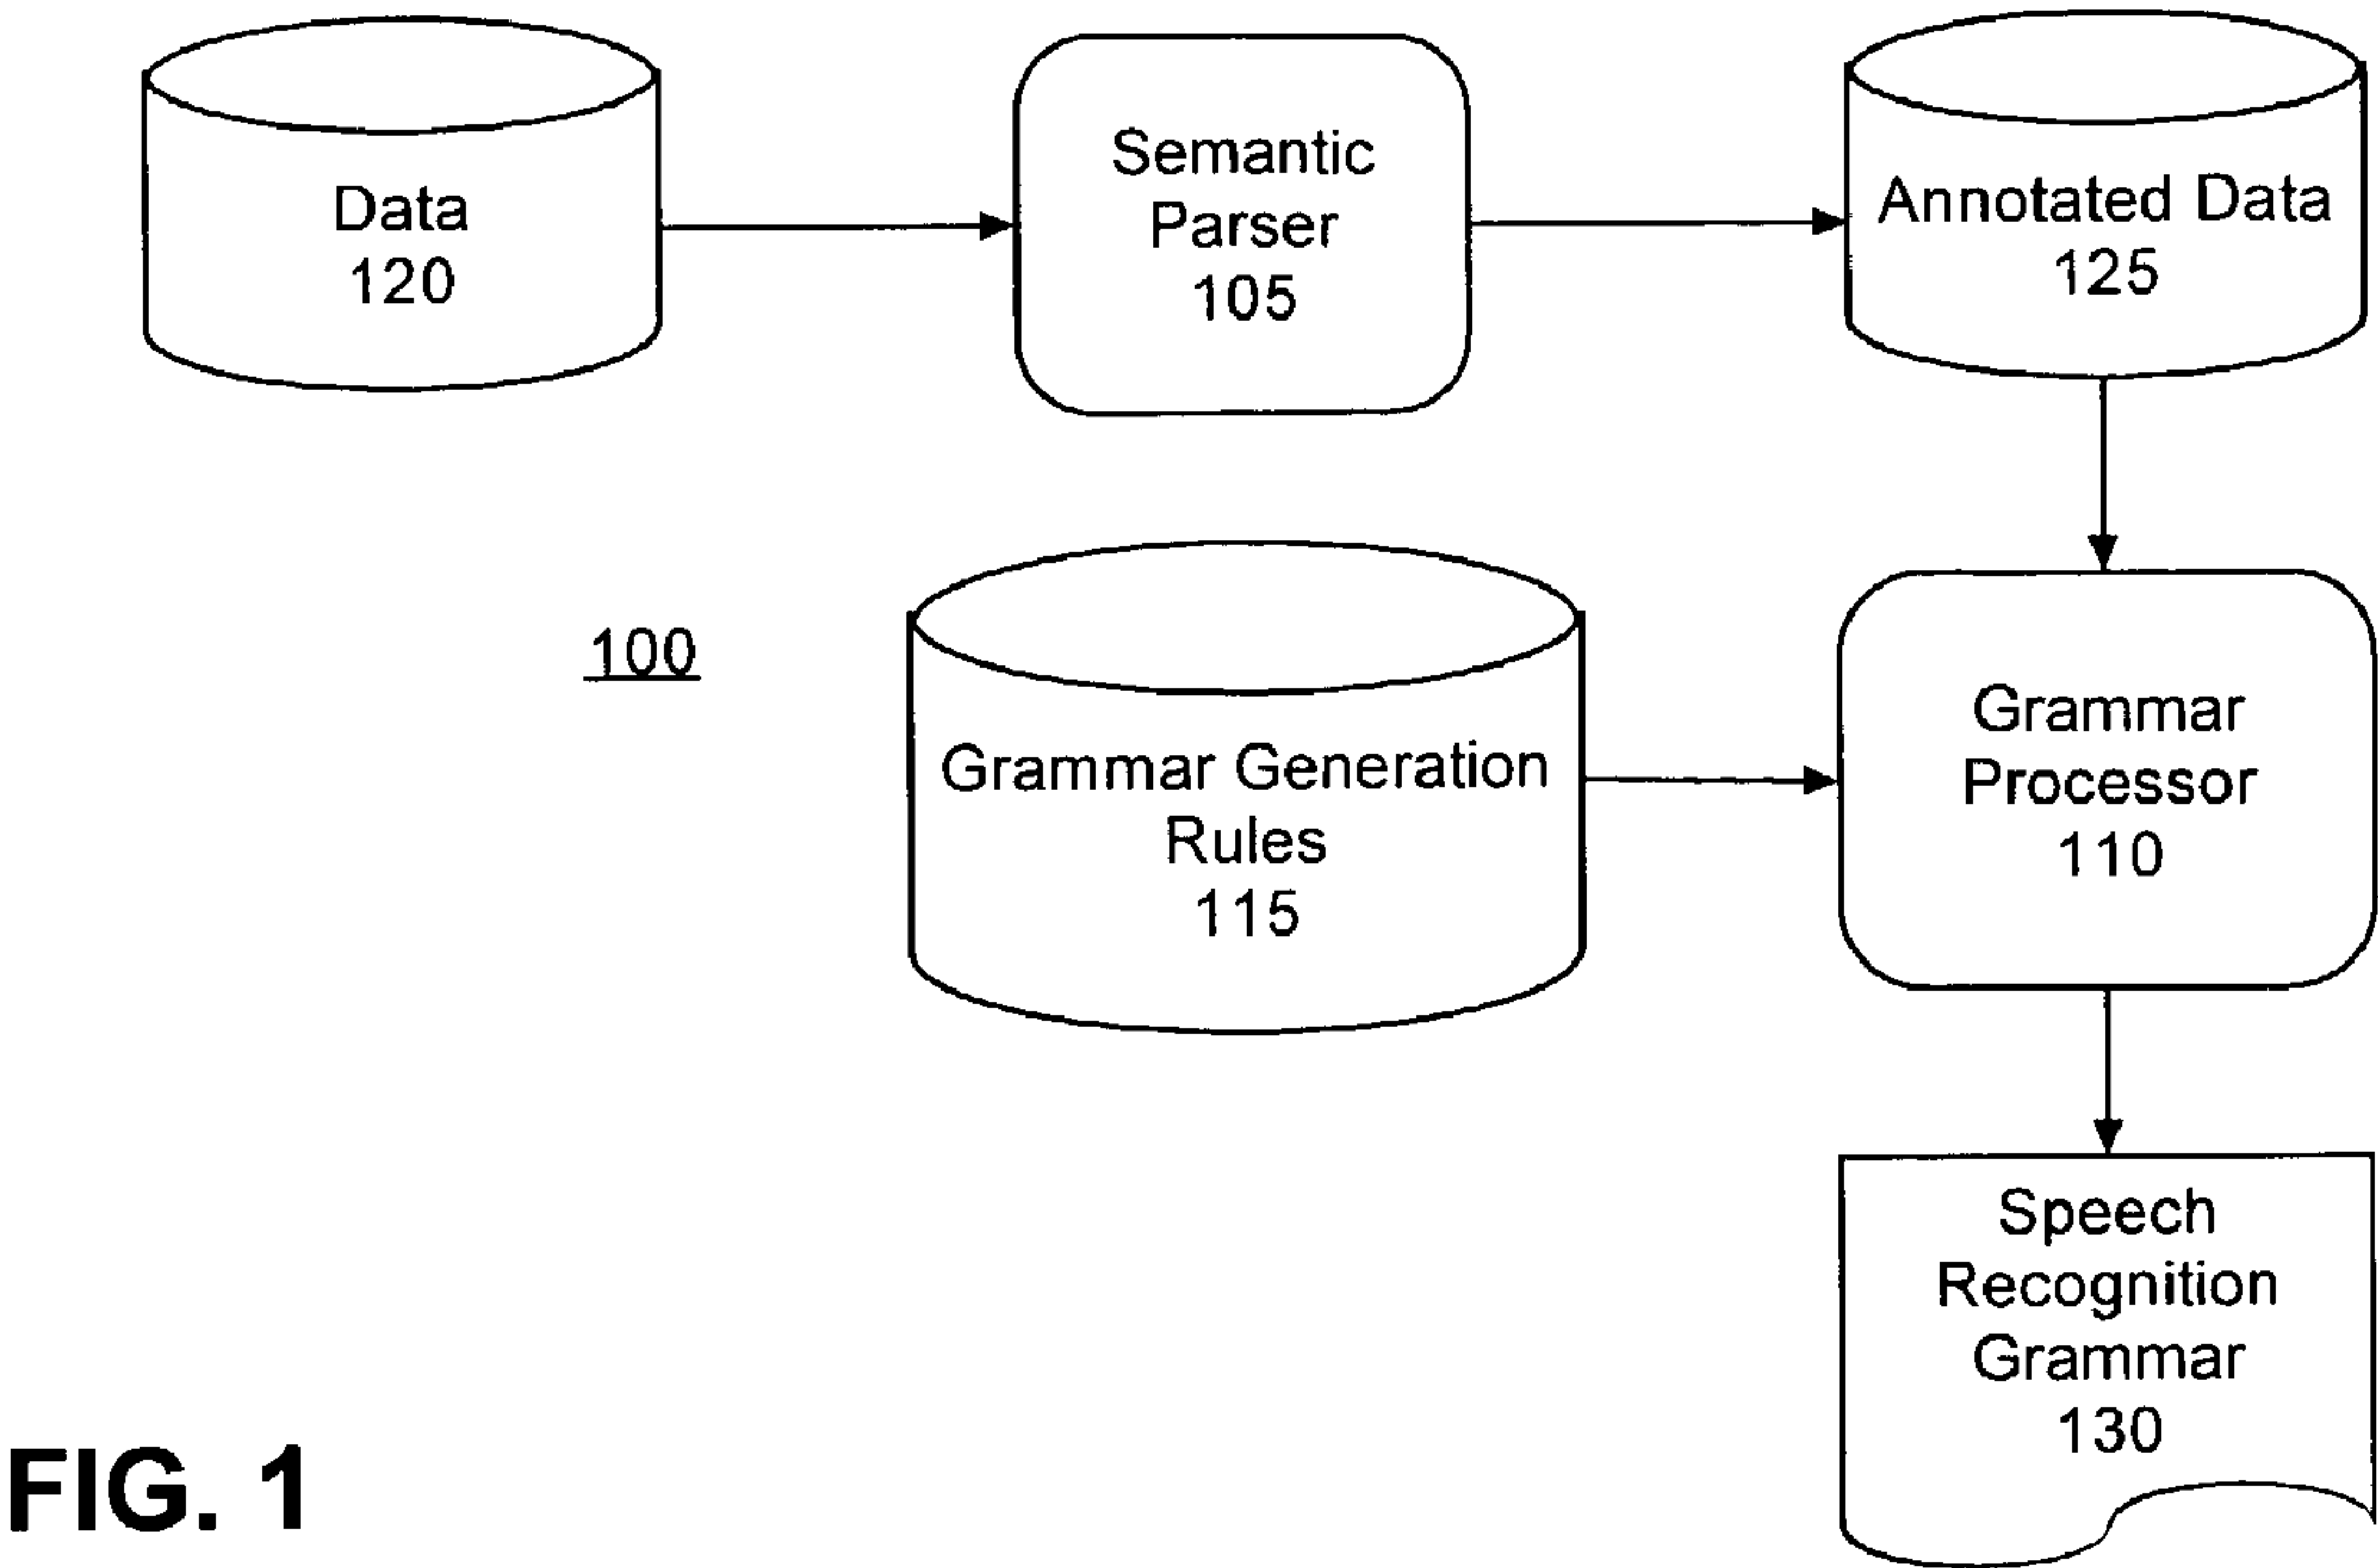 Data
120
Semantic
Parser
105
Annotated Data
125
100
Grammar Generation
Rules
115
Grammar
Processor
110
Speech
Recognition
Grammar
130
FIG. 1